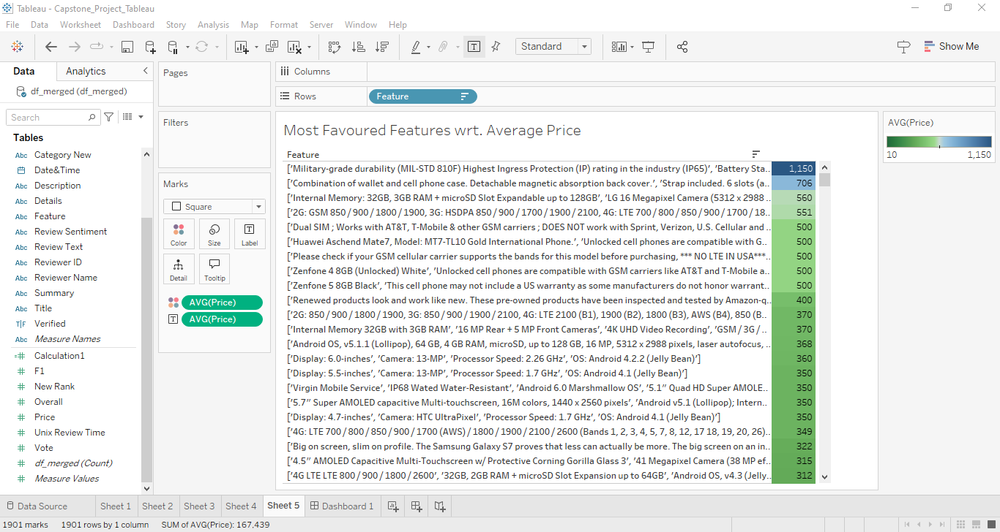 Tableau - Capstone_Project_Tableau
File Data Worksheet Dashboard Story Analysis Map Format Server Window Help
Standard
Show Me
Data Analytics
df_merged (df_merged)
Search
Tables
Abc Category New
Date&Time
Abc Description
Abc Details
Abc Feature
Abc Review Sentiment
Abc Review Text
Abc Reviewer ID
Abc Reviewer Name
Abc Summary
Abc Title
T|F Verified
Abc Measure Names
=# Calculation1
# F1
# New Rank
# Overall
# Price
# Unix Review Time
# Vote
# df_merged (Count)
# Measure Values
Pages
Filters
Marks
Square
Color Size Label
Detail Tooltip
AVG(Price)
AVG(Price)
Columns
Rows Feature
Most Favoured Features wrt. Average Price
Feature
['Military-grade durability (MIL-STD 810F) Highest Ingress Protection (IP) rating in the industry (IP65)', 'Battery Sta.. 1,150
['Combination of wallet and cell phone case. Detachable magnetic absorption back cover.', 'Strap included. 6 slots (a.. 706
['Internal Memory: 32GB, 3GB RAM + microSD Slot Expandable up to 128GB', 'LG 16 Megapixel Camera (5312 x 2988 .. 560
['2G: GSM 850 / 900 / 1800 / 1900, 3G: HSDPA 850 / 900 / 1700 / 1900 / 2100, 4G: LTE 700 / 800 / 850 / 900 / 1700 / 18.. 551
['Dual SIM ; Works with AT&T, T-Mobile & other GSM carriers ; DOES NOT work with Sprint, Verizon, U.S. Cellular and .. 500
['Huawei Aschend Mate7, Model: MT7-TL10 Gold International Phone.', 'Unlocked cell phones are compatible with G.. 500
['Please check if your GSM cellular carrier supports the bands for this model before purchasing, *** NO LTE IN USA***.. 500
['Zenfone 4 8GB (Unlocked) White', 'Unlocked cell phones are compatible with GSM carriers like AT&T and T-Mobile a.. 500
['Zenfone 5 8GB Black', 'This cell phone may not include a US warranty as some manufacturers do not honor warrant.. 500
['Renewed products look and work like new. These pre-owned products have been inspected and tested by Amazon-q.. 400
['2G: 850 / 900 / 1800 / 1900, 3G: 850 / 900 / 1900 / 2100, 4G: LTE 2100 (B1), 1900 (B2), 1800 (B3), AWS (B4), 850 (B.. 370
['Internal Memory 32GB with 3GB RAM', '16 MP Rear + 5 MP Front Cameras', '4K UHD Video Recording', 'GSM / 3G / .. 370
['Android OS, v5.1.1 (Lollipop), 64 GB, 4 GB RAM, microSD, up to 128 GB, 16 MP, 5312 x 2988 pixels, laser autofocus, .. 368
['Display: 6.0-inches', 'Camera: 13-MP', 'Processor Speed: 2.26 GHz', 'OS: Android 4.2.2 (Jelly Bean)'] 360
['Display: 5.5-inches', 'Camera: 13-MP', 'Processor Speed: 1.7 GHz', 'OS: Android 4.1 (Jelly Bean)'] 350
['Virgin Mobile Service', 'IP68 Wated Water-Resistant', 'Android 6.0 Marshmallow OS', '5.1" Quad HD Super AMOLE.. 350
['5.7" Super AMOLED capacitive Multi-touchscreen, 16M colors, 1440 x 2560 pixels', 'Android v5.1 (Lollipop); Intern.. 350
['Display: 4.7-inches', 'Camera: HTC UltraPixel', 'Processor Speed: 1.7 GHz', 'OS: Android 4.1 (Jelly Bean)'] 350
['4G: LTE 700 / 800 / 850 / 900 / 1700 (AWS) / 1800 / 1900 / 2100 / 2600 (Bands 1, 2, 3, 4, 5, 7, 8, 12, 17 18, 19, 20, 26).. 349
['Big on screen, slim on profile. The Samsung Galaxy S7 proves that less can actually be more. The big screen on an in.. 322
['4.5" AMOLED Capacitive Multi-Touchscreen w/ Protective Corning Gorilla Glass 3', '41 Megapixel Camera (38 MP ef.. 315
['4G LTE LTE 800 / 900 / 1800 / 2600', '32GB, 2GB RAM + microSD Slot Expansion up to 64GB', 'Android OS, v4.3 (Jelly.. 312
AVG(Price)
10 1,150
Data Source Sheet 1 Sheet 2 Sheet 3 Sheet 4 Sheet 5 Dashboard 1
1901 marks 1901 rows by 1 column SUM of AVG(Price): 167.439